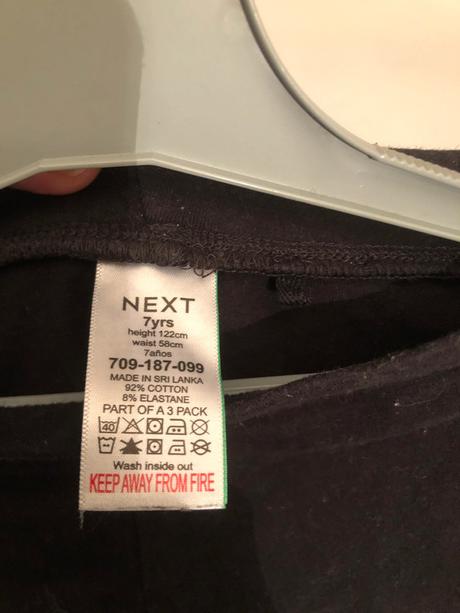 NEXT
7yrs
height 122cm
waist 58cm
7años
709-187-099
MADE IN SRI LANKA
92% COTTON
8% ELASTANE
PART OF A 3 PACK
40
Wash inside out
KEEP AWAY FROM FIRE